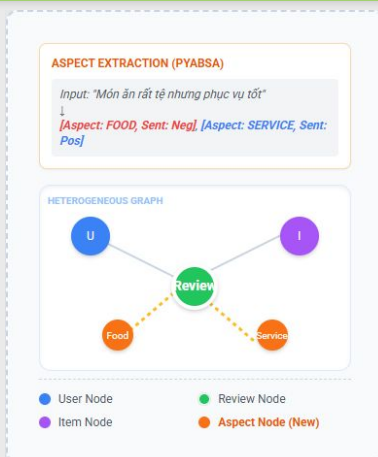 ASPECT EXTRACTION (PYABSA)
Input: "Món ăn rất tệ nhưng phục vụ tốt"
↓
[Aspect: FOOD, Sent: Neg], [Aspect: SERVICE, Sent:
Pos]
HETEROGENEOUS GRAPH
U
I
Review
Food
Service
User Node
Review Node
Item Node
Aspect Node (New)